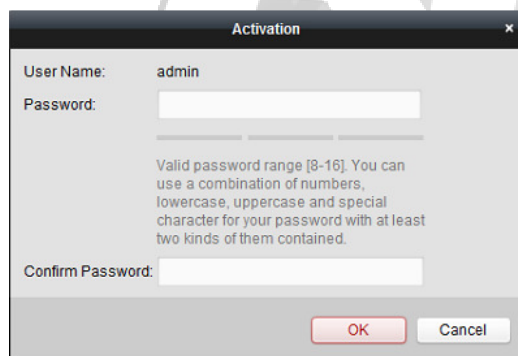 Activation
×
User Name: admin
Password:
Valid password range [8-16]. You can
use a combination of numbers,
lowercase, uppercase and special
character for your password with at least
two kinds of them contained.
Confirm Password:
OK Cancel